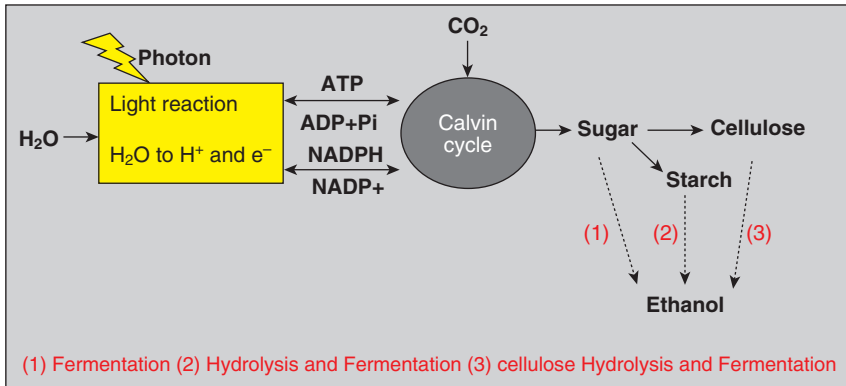 Photon
CO₂
Light reaction
H₂O to H⁺ and e⁻
H₂O
ATP
ADP+Pi
NADPH
NADP+
Calvin
cycle
Sugar
Cellulose
Starch
(1)
(2)
(3)
Ethanol
(1) Fermentation (2) Hydrolysis and Fermentation (3) cellulose Hydrolysis and Fermentation